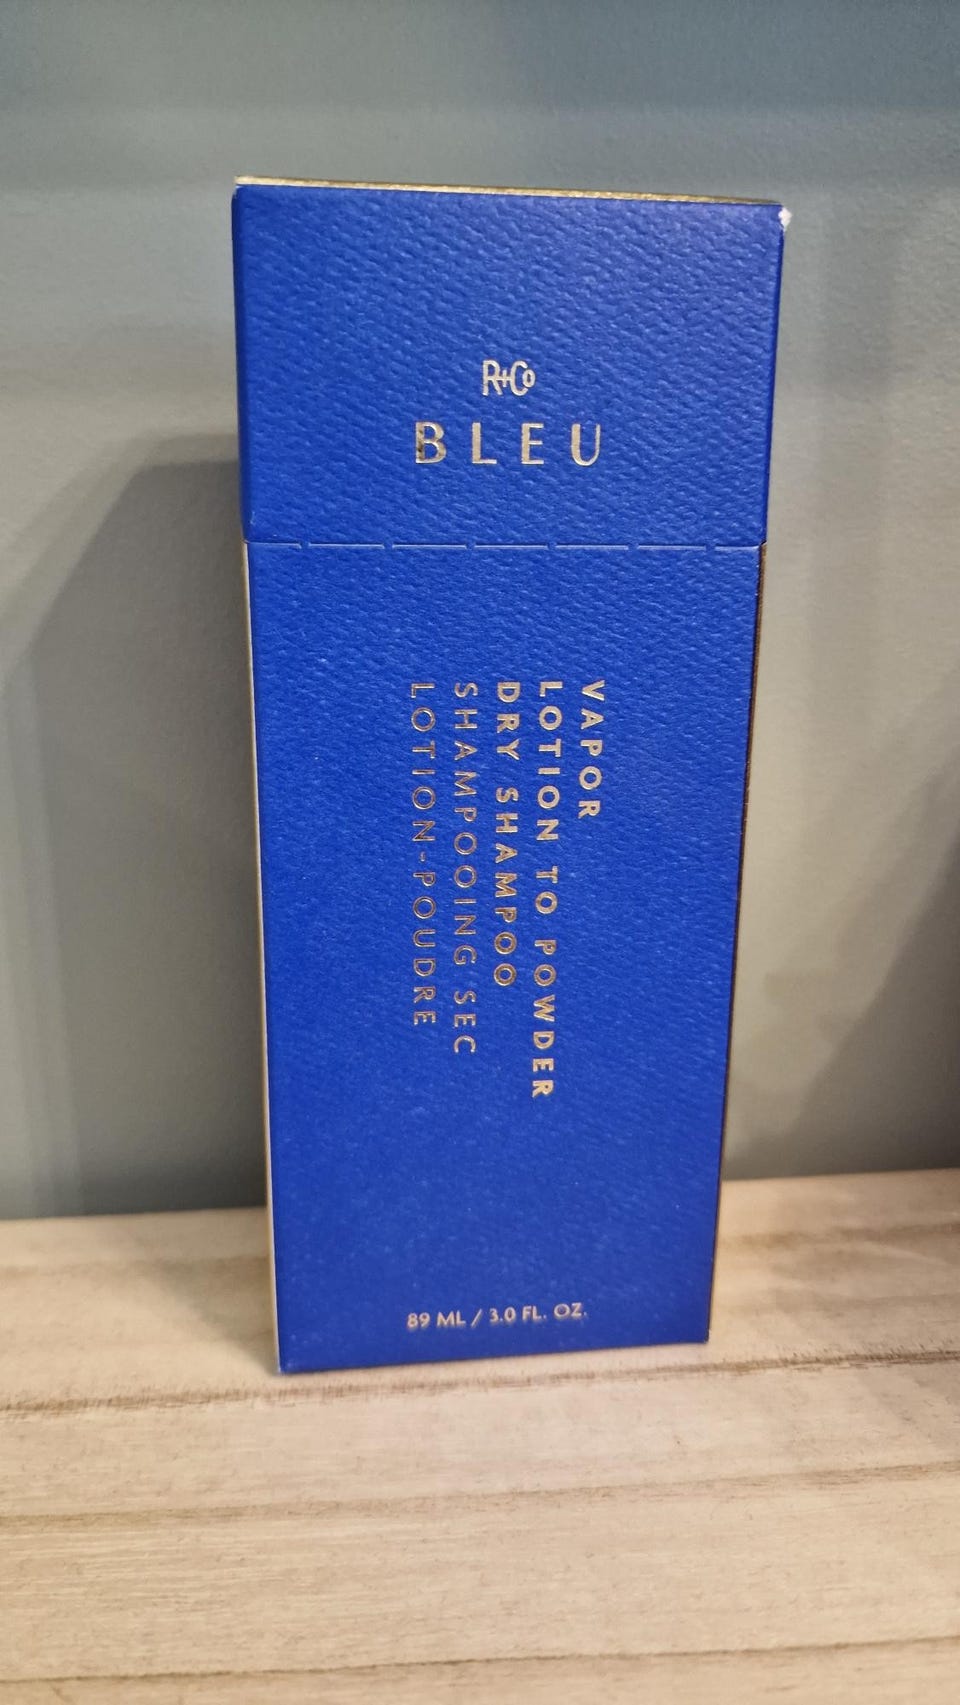 R+Co
BLEU
VAPOR
LOTION TO POWDER
DRY SHAMPOO
SHAMPOOING SEC
LOTION-POUDRE
89 ML / 3.0 FL. OZ.